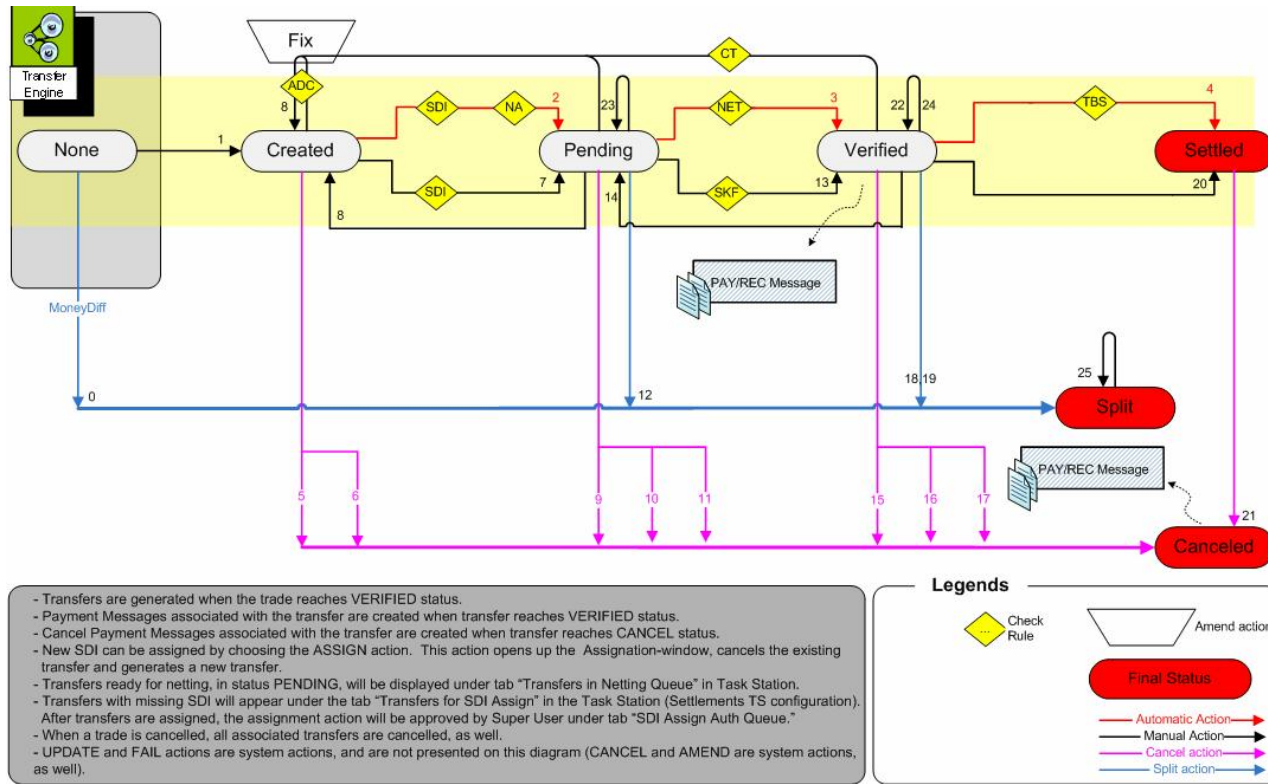 Fix
Transfer
Engine
CT
ADC
8
SDI
NA
2
23
NET
3
22
24
TBS
4
None
1
Created
Pending
Verified
Settled
SDI
7
SKF
13
20
8
14
PAY/REC Message
MoneyDiff
0
12
18,19
25
Split
PAY/REC Message
5
6
9
10
11
15
16
17
21
Canceled
- Transfers are generated when the trade reaches VERIFIED status.
- Payment Messages associated with the transfer are created when transfer reaches VERIFIED status.
- Cancel Payment Messages associated with the transfer are created when transfer reaches CANCEL status.
- New SDI can be assigned by choosing the ASSIGN action. This action opens up the Assignation-window, cancels the existing
transfer and generates a new transfer.
- Transfers ready for netting, in status PENDING, will be displayed under tab “Transfers in Netting Queue” in Task Station.
- Transfers with missing SDI will appear under the tab “Transfers for SDI Assign” in the Task Station (Settlements TS configuration).
After transfers are assigned, the assignment action will be approved by Super User under tab “SDI Assign Auth Queue.”
- When a trade is cancelled, all associated transfers are cancelled, as well.
- UPDATE and FAIL actions are system actions, and are not presented on this diagram (CANCEL and AMEND are system actions,
as well).
Legends
...
Check
Rule
Amend action
Final Status
Automatic Action
Manual Action
Cancel action
Split action